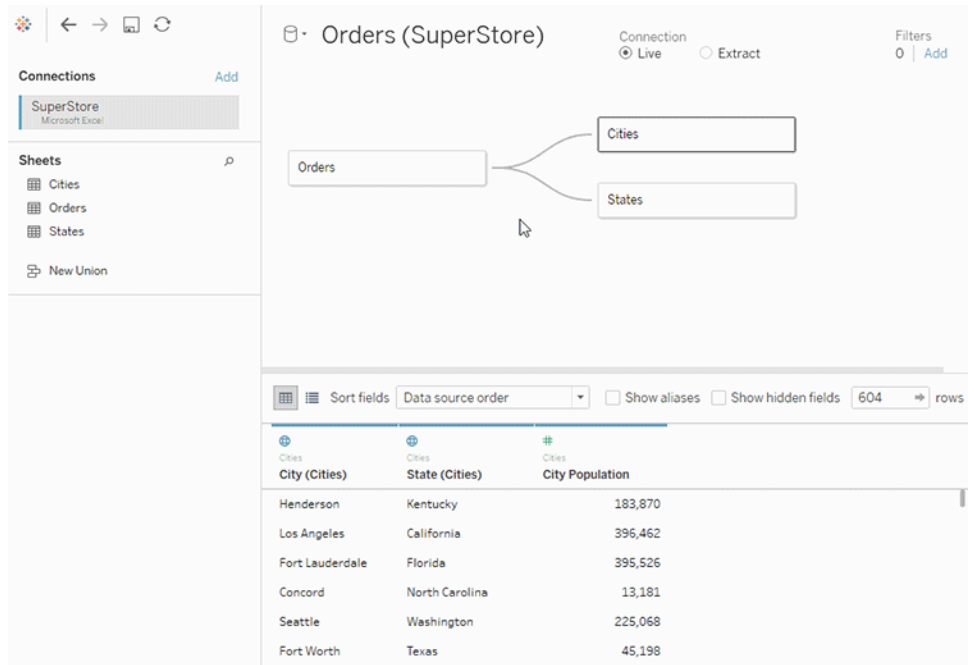 Connections Add
SuperStore
Microsoft Excel
Sheets
Cities
Orders
States
New Union
Orders (SuperStore)
Connection
Live Extract
Filters
0 | Add
Orders
Cities
States
Sort fields Data source order Show aliases Show hidden fields 604 rows
Cities Cities Cities
City (Cities) State (Cities) City Population
Henderson Kentucky 183,870
Los Angeles California 396,462
Fort Lauderdale Florida 395,526
Concord North Carolina 13,181
Seattle Washington 225,068
Fort Worth Texas 45,198